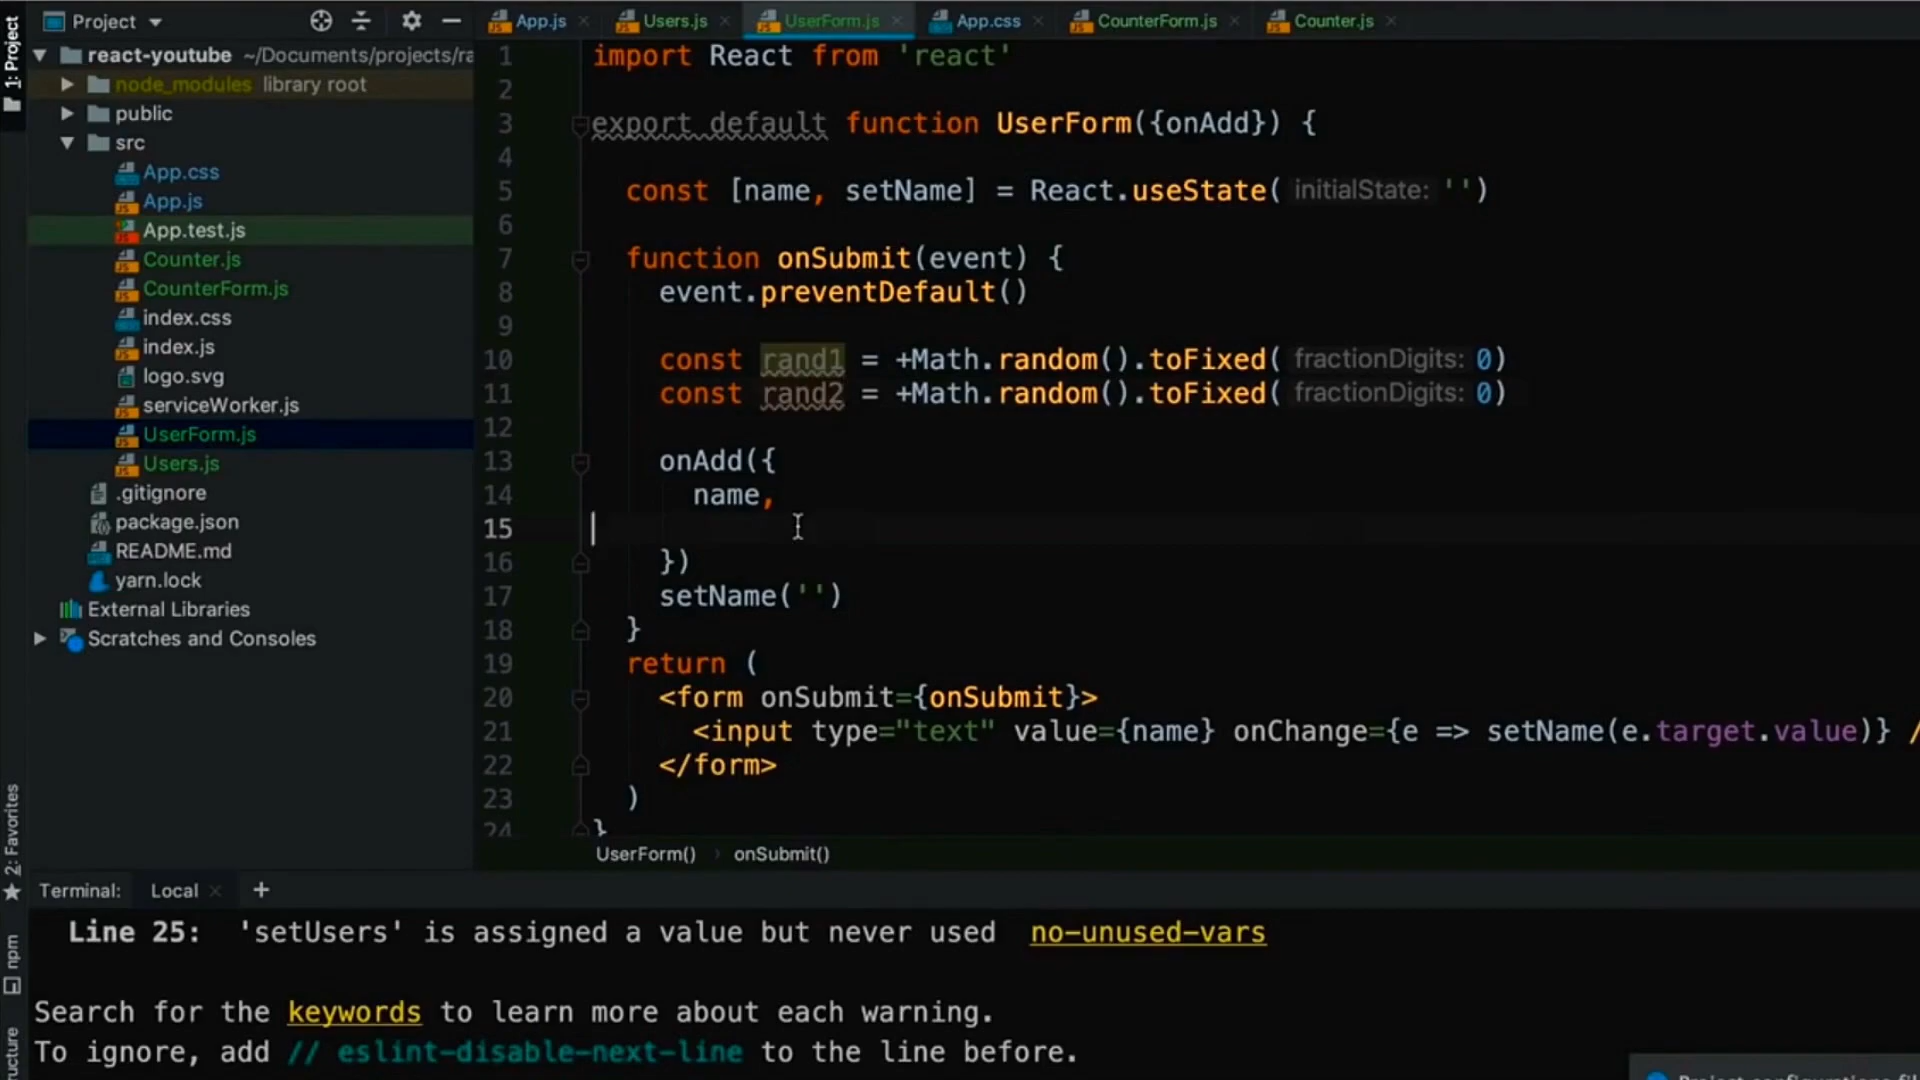 1: Project
Project
react-youtube ~/Documents/projects/ra
node_modules library root
public
src
App.css
App.js
App.test.js
Counter.js
CounterForm.js
index.css
index.js
logo.svg
serviceWorker.js
UserForm.js
Users.js
.gitignore
package.json
README.md
yarn.lock
External Libraries
Scratches and Consoles
App.js Users.js UserForm.js App.css CounterForm.js Counter.js
1 import React from 'react'
2
3 export default function UserForm({onAdd}) {
4
5 const [name, setName] = React.useState( initialState: '')
6
7 function onSubmit(event) {
8 event.preventDefault()
9
10 const rand1 = +Math.random().toFixed( fractionDigits: 0)
11 const rand2 = +Math.random().toFixed( fractionDigits: 0)
12
13 onAdd({
14 name,
15
16 })
17 setName('')
18 }
19 return (
20 <form onSubmit={onSubmit}>
21 <input type="text" value={name} onChange={e => setName(e.target.value)} /
22 </form>
23 )
24 }
UserForm() › onSubmit()
2: Favorites
npm
Terminal: Local +
Line 25: 'setUsers' is assigned a value but never used no-unused-vars
Search for the keywords to learn more about each warning.
To ignore, add // eslint-disable-next-line to the line before.